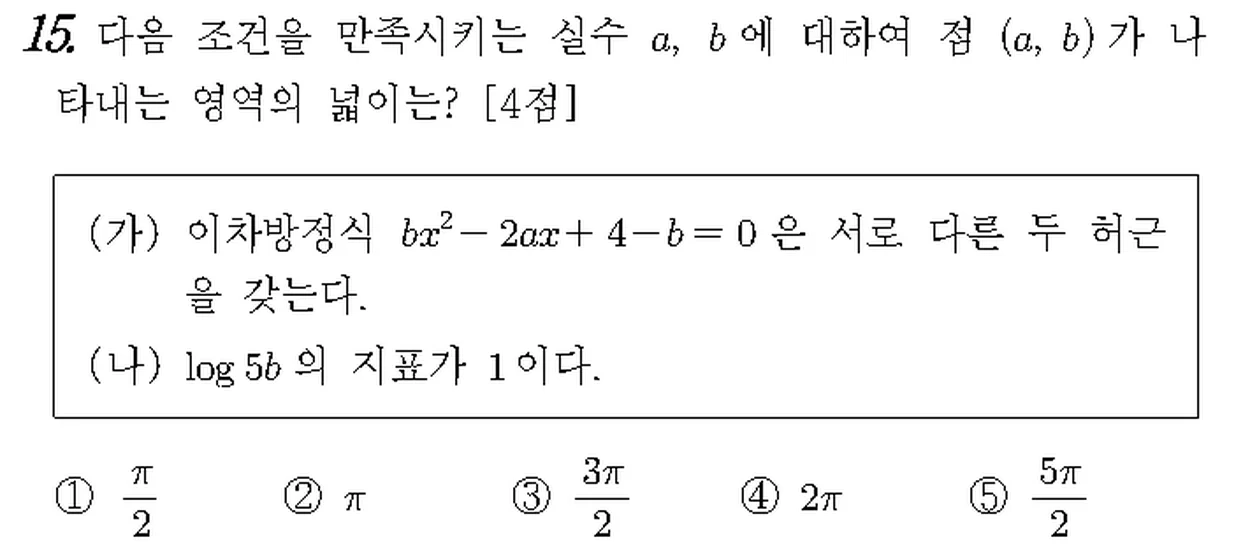 15. 다음 조건을 만족시키는 실수 a, b에 대하여 점 (a, b)가 나
타내는 영역의 넓이는? [4점]
(가) 이차방정식 bx² − 2ax + 4 − b = 0 은 서로 다른 두 허근
을 갖는다.
(나) log 5b의 지표가 1이다.
① π/2 ② π ③ 3π/2 ④ 2π ⑤ 5π/2